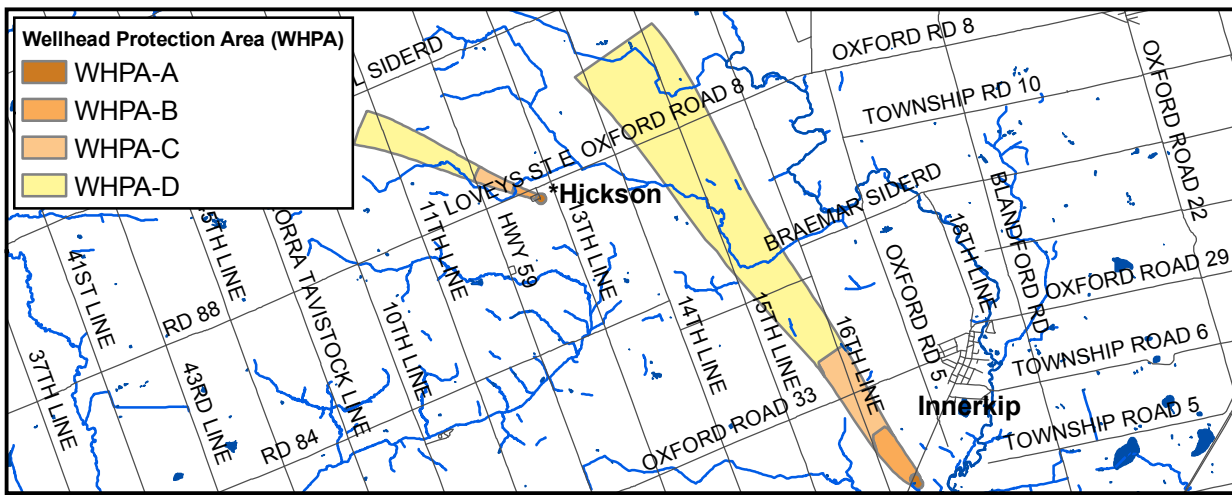 Wellhead Protection Area (WHPA)
WHPA-A
WHPA-B
WHPA-C
WHPA-D
L SIDERD
OXFORD RD 8
TOWNSHIP RD 10
OXFORD ROAD 22
OXFORD ROAD 8
LOVEYS ST E
*Hickson
BRAEMAR SIDERD
BLANDFORD RD
18TH LINE
OXFORD ROAD 29
11TH LINE
HWY 59
13TH LINE
45TH LINE
41ST LINE
ORRA TAVISTOCK LINE
10TH LINE
RD 88
14TH LINE
15TH LINE
16TH LINE
OXFORD RD 5
TOWNSHIP ROAD 6
37TH LINE
43RD LINE
RD 84
OXFORD ROAD 33
Innerkip
TOWNSHIP ROAD 5